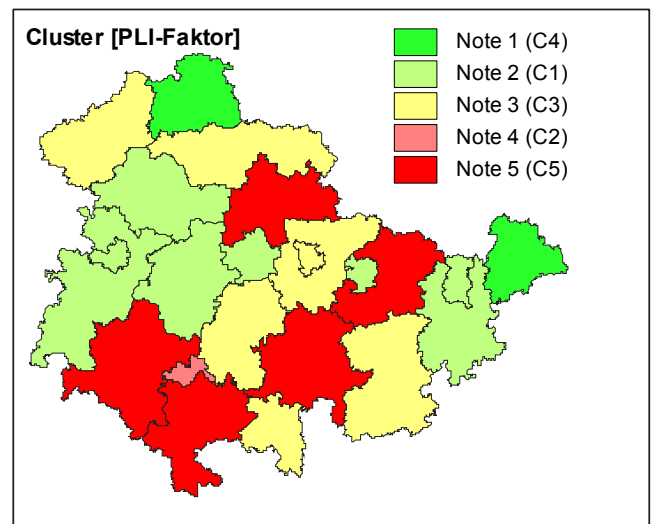 Cluster [PLI-Faktor]
Note 1 (C4)
Note 2 (C1)
Note 3 (C3)
Note 4 (C2)
Note 5 (C5)